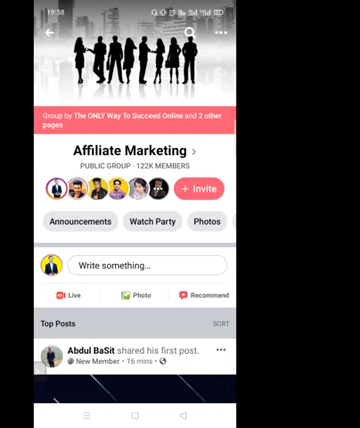 19:38
Group by The ONLY Way To Succeed Online and 2 other
pages
Affiliate Marketing >
PUBLIC GROUP · 122K MEMBERS
+ Invite
Announcements
Watch Party
Photos
Write something...
Live
Photo
Recommend
Top Posts
SORT
Abdul BaSit shared his first post.
New Member • 16 mins •